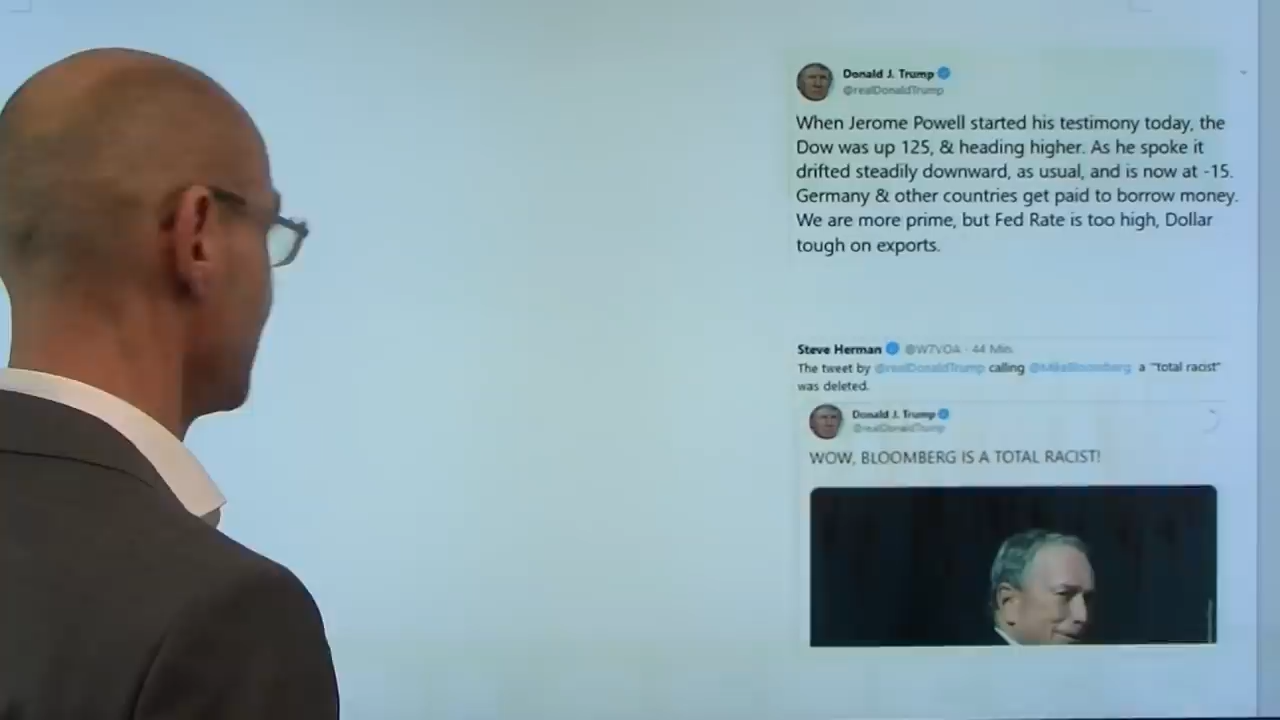 Donald J. Trump
@realDonaldTrump
When Jerome Powell started his testimony today, the
Dow was up 125, & heading higher. As he spoke it
drifted steadily downward, as usual, and is now at -15.
Germany & other countries get paid to borrow money.
We are more prime, but Fed Rate is too high, Dollar
tough on exports.
Steve Herman @W7VOA · 44 Min.
The tweet by @realDonaldTrump calling @MikeBloomberg a "total racist"
was deleted.
Donald J. Trump
@realDonaldTrump
WOW, BLOOMBERG IS A TOTAL RACIST!